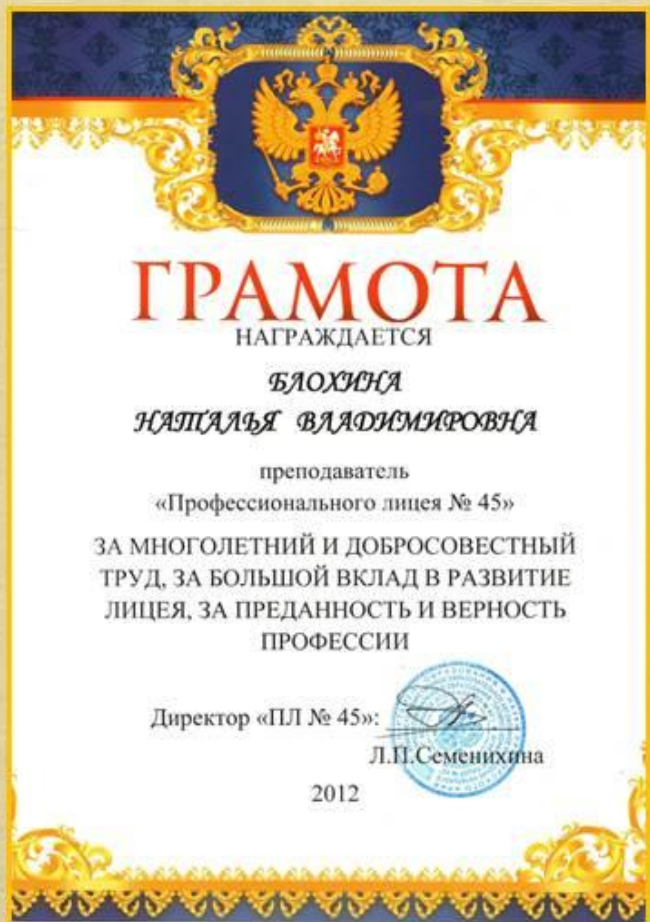 ГРАМОТА
НАГРАЖДАЕТСЯ
БЛОХИНА
НАТАЛЬЯ ВЛАДИМИРОВНА
преподаватель
«Профессионального лицея № 45»
ЗА МНОГОЛЕТНИЙ И ДОБРОСОВЕСТНЫЙ
ТРУД, ЗА БОЛЬШОЙ ВКЛАД В РАЗВИТИЕ
ЛИЦЕЯ, ЗА ПРЕДАННОСТЬ И ВЕРНОСТЬ
ПРОФЕССИИ
Директор «ПЛ № 45»:
Л.П.Семенихина
2012